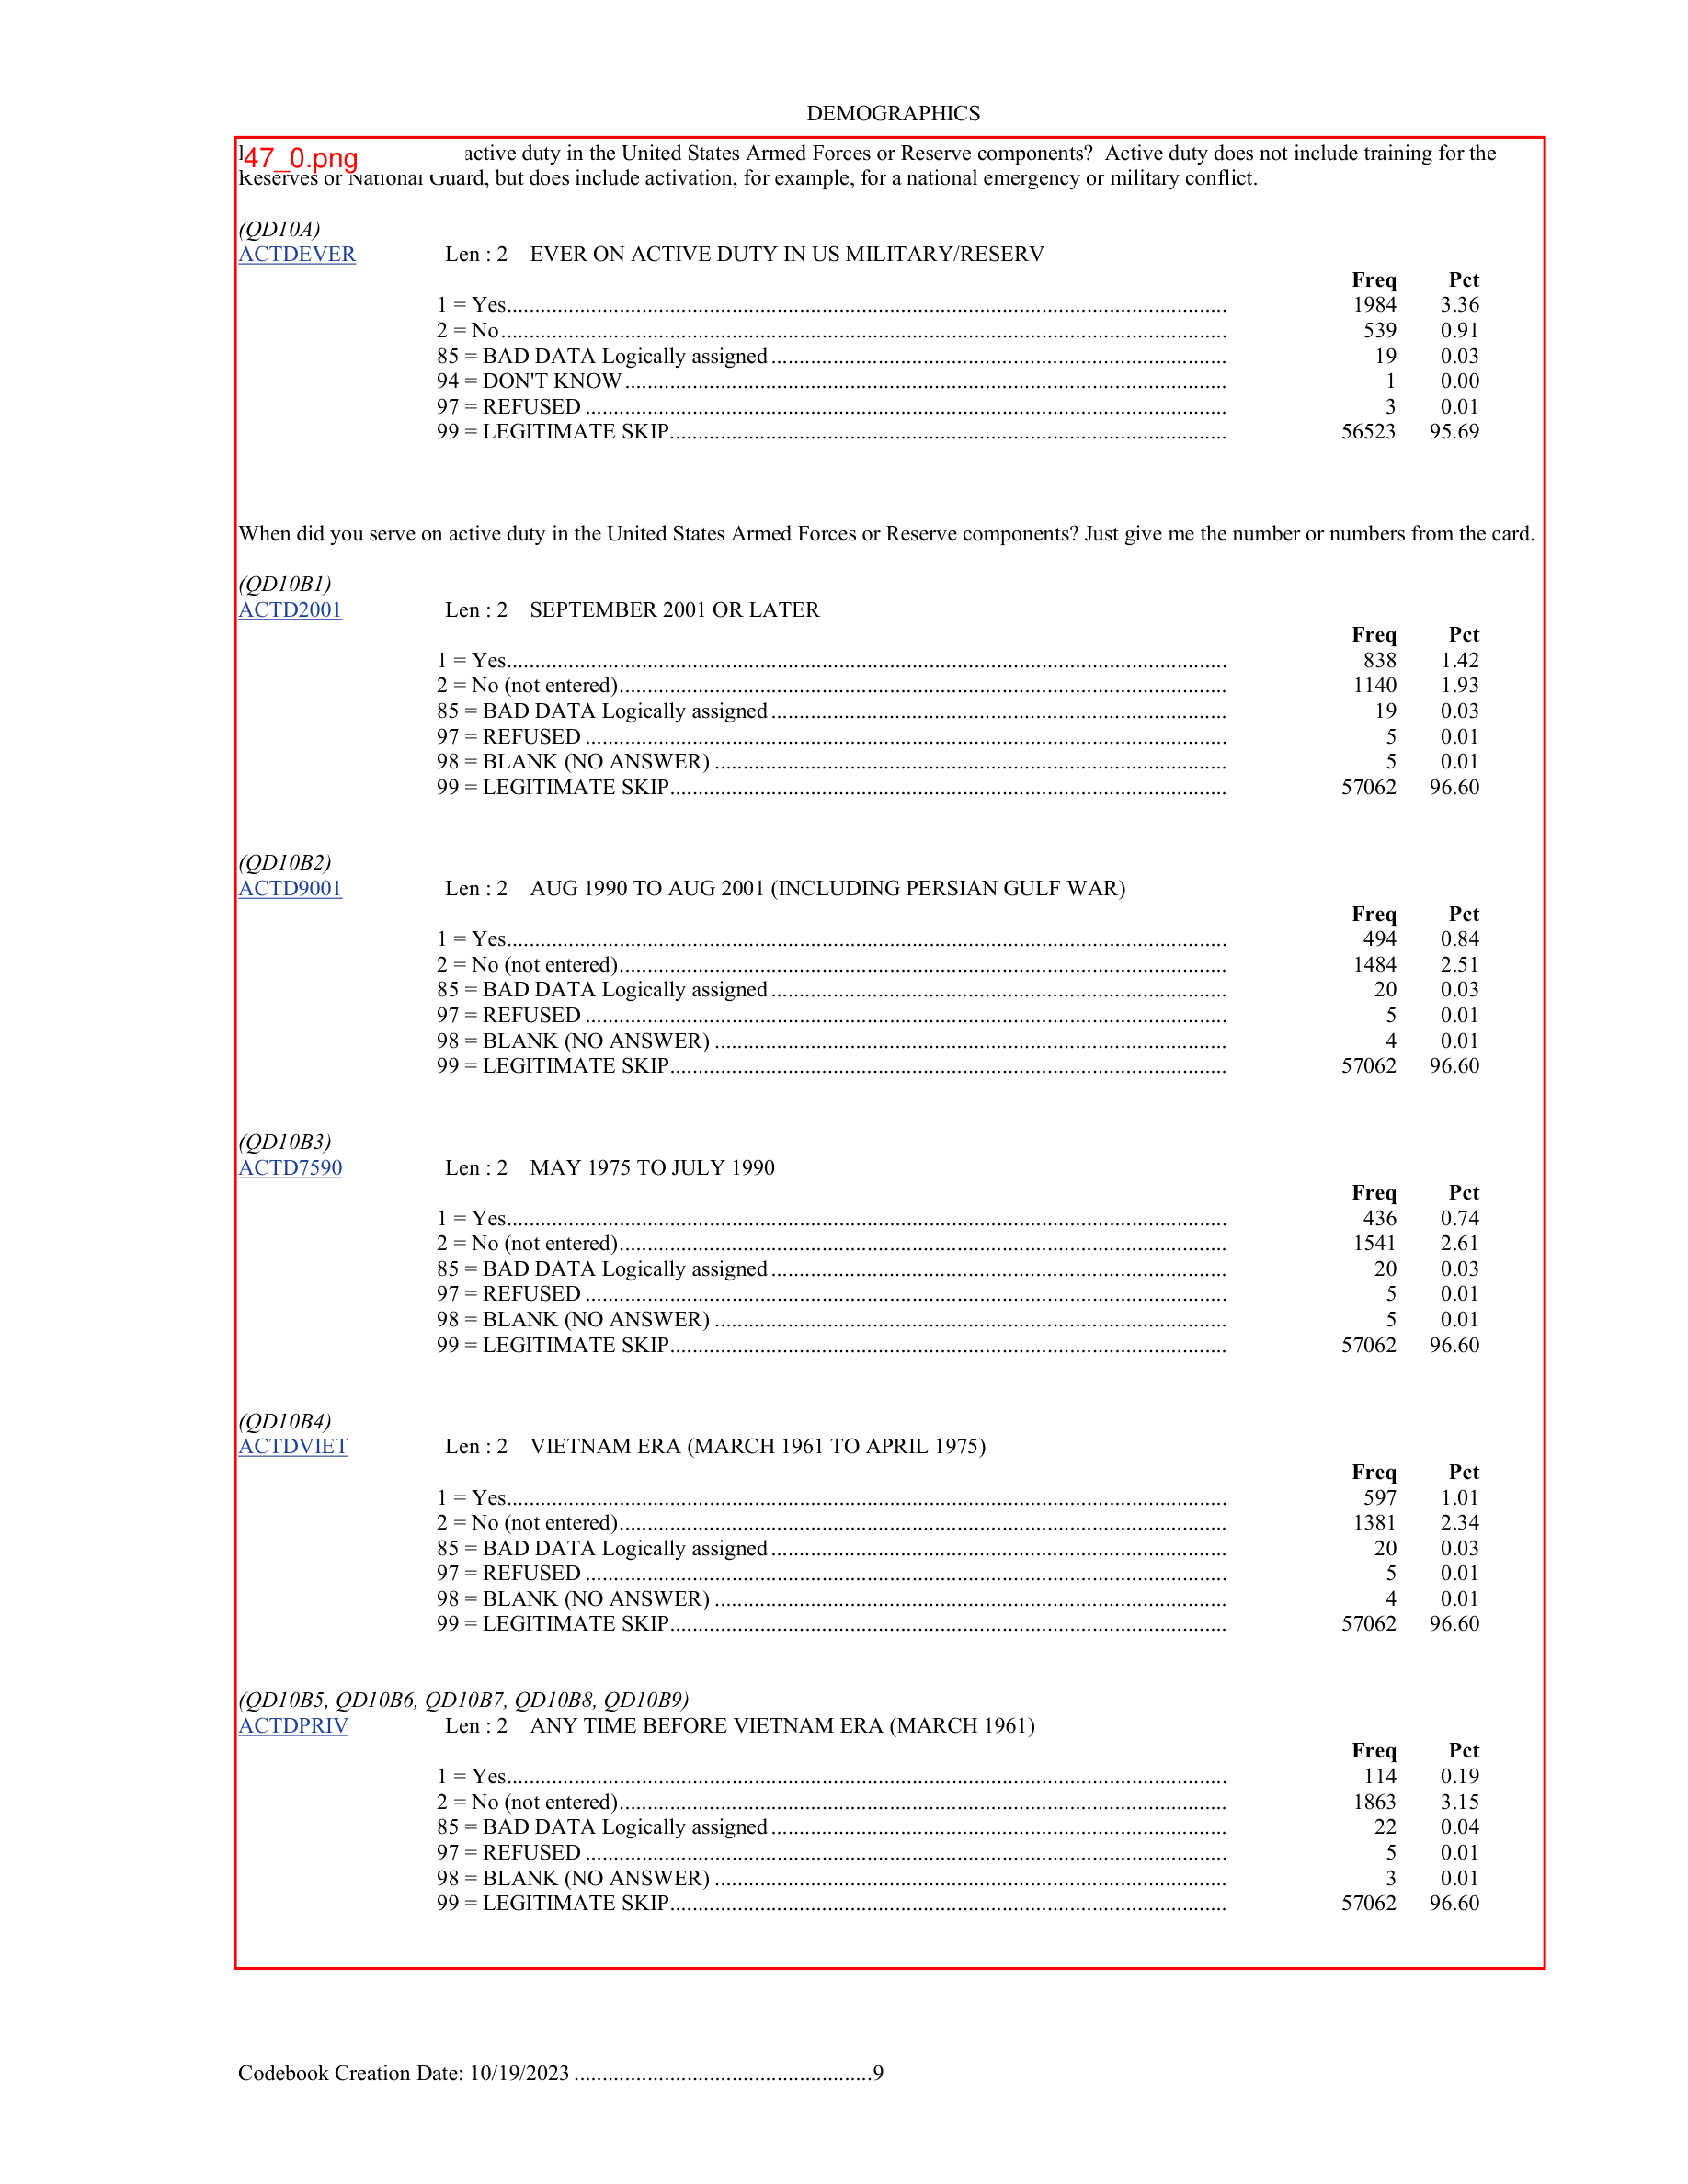 DEMOGRAPHICS
47_0.png active duty in the United States Armed Forces or Reserve components?  Active duty does not include training for the
Reserves or National Guard, but does include activation, for example, for a national emergency or military conflict.
(QD10A)
ACTDEVER Len : 2 EVER ON ACTIVE DUTY IN US MILITARY/RESERV
Freq Pct
1 = Yes 1984 3.36
2 = No 539 0.91
85 = BAD DATA Logically assigned 19 0.03
94 = DON'T KNOW 1 0.00
97 = REFUSED 3 0.01
99 = LEGITIMATE SKIP 56523 95.69
When did you serve on active duty in the United States Armed Forces or Reserve components? Just give me the number or numbers from the card.
(QD10B1)
ACTD2001 Len : 2 SEPTEMBER 2001 OR LATER
Freq Pct
1 = Yes 838 1.42
2 = No (not entered) 1140 1.93
85 = BAD DATA Logically assigned 19 0.03
97 = REFUSED 5 0.01
98 = BLANK (NO ANSWER) 5 0.01
99 = LEGITIMATE SKIP 57062 96.60
(QD10B2)
ACTD9001 Len : 2 AUG 1990 TO AUG 2001 (INCLUDING PERSIAN GULF WAR)
Freq Pct
1 = Yes 494 0.84
2 = No (not entered) 1484 2.51
85 = BAD DATA Logically assigned 20 0.03
97 = REFUSED 5 0.01
98 = BLANK (NO ANSWER) 4 0.01
99 = LEGITIMATE SKIP 57062 96.60
(QD10B3)
ACTD7590 Len : 2 MAY 1975 TO JULY 1990
Freq Pct
1 = Yes 436 0.74
2 = No (not entered) 1541 2.61
85 = BAD DATA Logically assigned 20 0.03
97 = REFUSED 5 0.01
98 = BLANK (NO ANSWER) 5 0.01
99 = LEGITIMATE SKIP 57062 96.60
(QD10B4)
ACTDVIET Len : 2 VIETNAM ERA (MARCH 1961 TO APRIL 1975)
Freq Pct
1 = Yes 597 1.01
2 = No (not entered) 1381 2.34
85 = BAD DATA Logically assigned 20 0.03
97 = REFUSED 5 0.01
98 = BLANK (NO ANSWER) 4 0.01
99 = LEGITIMATE SKIP 57062 96.60
(QD10B5, QD10B6, QD10B7, QD10B8, QD10B9)
ACTDPRIV Len : 2 ANY TIME BEFORE VIETNAM ERA (MARCH 1961)
Freq Pct
1 = Yes 114 0.19
2 = No (not entered) 1863 3.15
85 = BAD DATA Logically assigned 22 0.04
97 = REFUSED 5 0.01
98 = BLANK (NO ANSWER) 3 0.01
99 = LEGITIMATE SKIP 57062 96.60
Codebook Creation Date: 10/19/2023 9